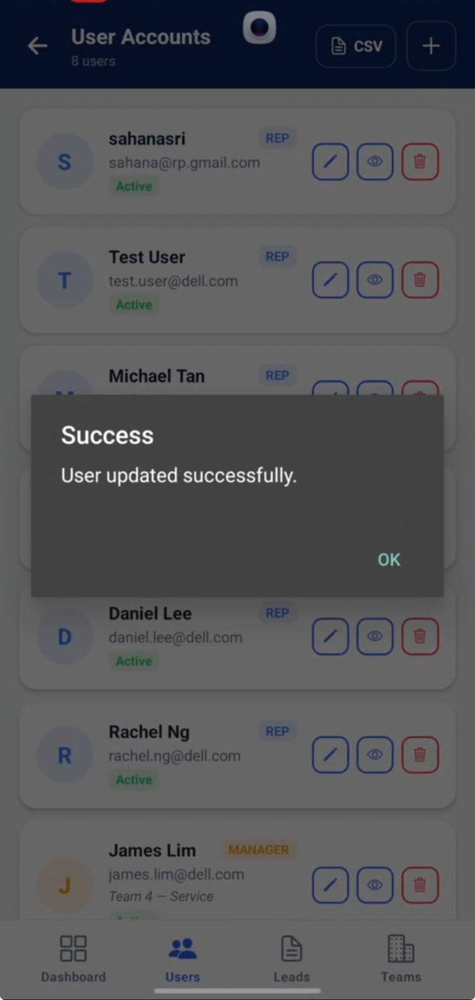 User Accounts
8 users
CSV
S
sahanasri
REP
sahana@rp.gmail.com
Active
T
Test User
REP
test.user@dell.com
Active
Michael Tan
REP
Success
User updated successfully.
OK
D
Daniel Lee
REP
daniel.lee@dell.com
Active
R
Rachel Ng
REP
rachel.ng@dell.com
Active
J
James Lim
MANAGER
james.lim@dell.com
Team 4 – Service
Dashboard
Users
Leads
Teams